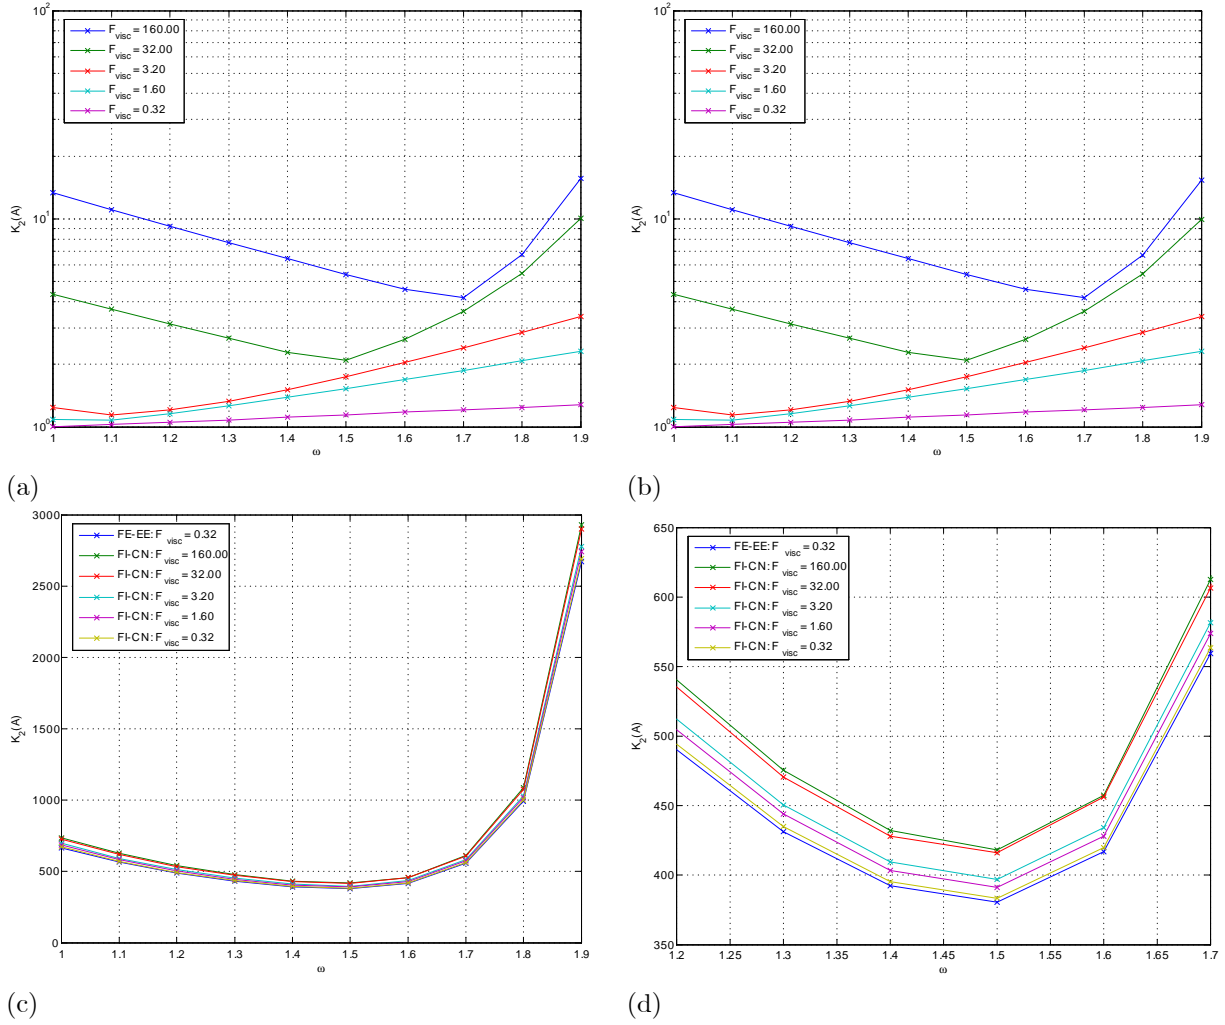 10²
F visc = 160.00
F visc = 32.00
F visc = 3.20
F visc = 1.60
F visc = 0.32
K₂(A)
10¹
10⁰
1 1.1 1.2 1.3 1.4 1.5 1.6 1.7 1.8 1.9
ω
(a)
10²
F visc = 160.00
F visc = 32.00
F visc = 3.20
F visc = 1.60
F visc = 0.32
K₂(A)
10¹
10⁰
1 1.1 1.2 1.3 1.4 1.5 1.6 1.7 1.8 1.9
ω
(b)
3000
FE-EE: F visc = 0.32
FI-CN: F visc = 160.00
FI-CN: F visc = 32.00
FI-CN: F visc = 3.20
FI-CN: F visc = 1.60
FI-CN: F visc = 0.32
2500
2000
K₂(A)
1500
1000
500
0
1 1.1 1.2 1.3 1.4 1.5 1.6 1.7 1.8 1.9
ω
(c)
650
FE-EE: F visc = 0.32
FI-CN: F visc = 160.00
FI-CN: F visc = 32.00
FI-CN: F visc = 3.20
FI-CN: F visc = 1.60
FI-CN: F visc = 0.32
600
550
K₂(A)
500
450
400
350
1.2 1.25 1.3 1.35 1.4 1.45 1.5 1.55 1.6 1.65 1.7
ω
(d)